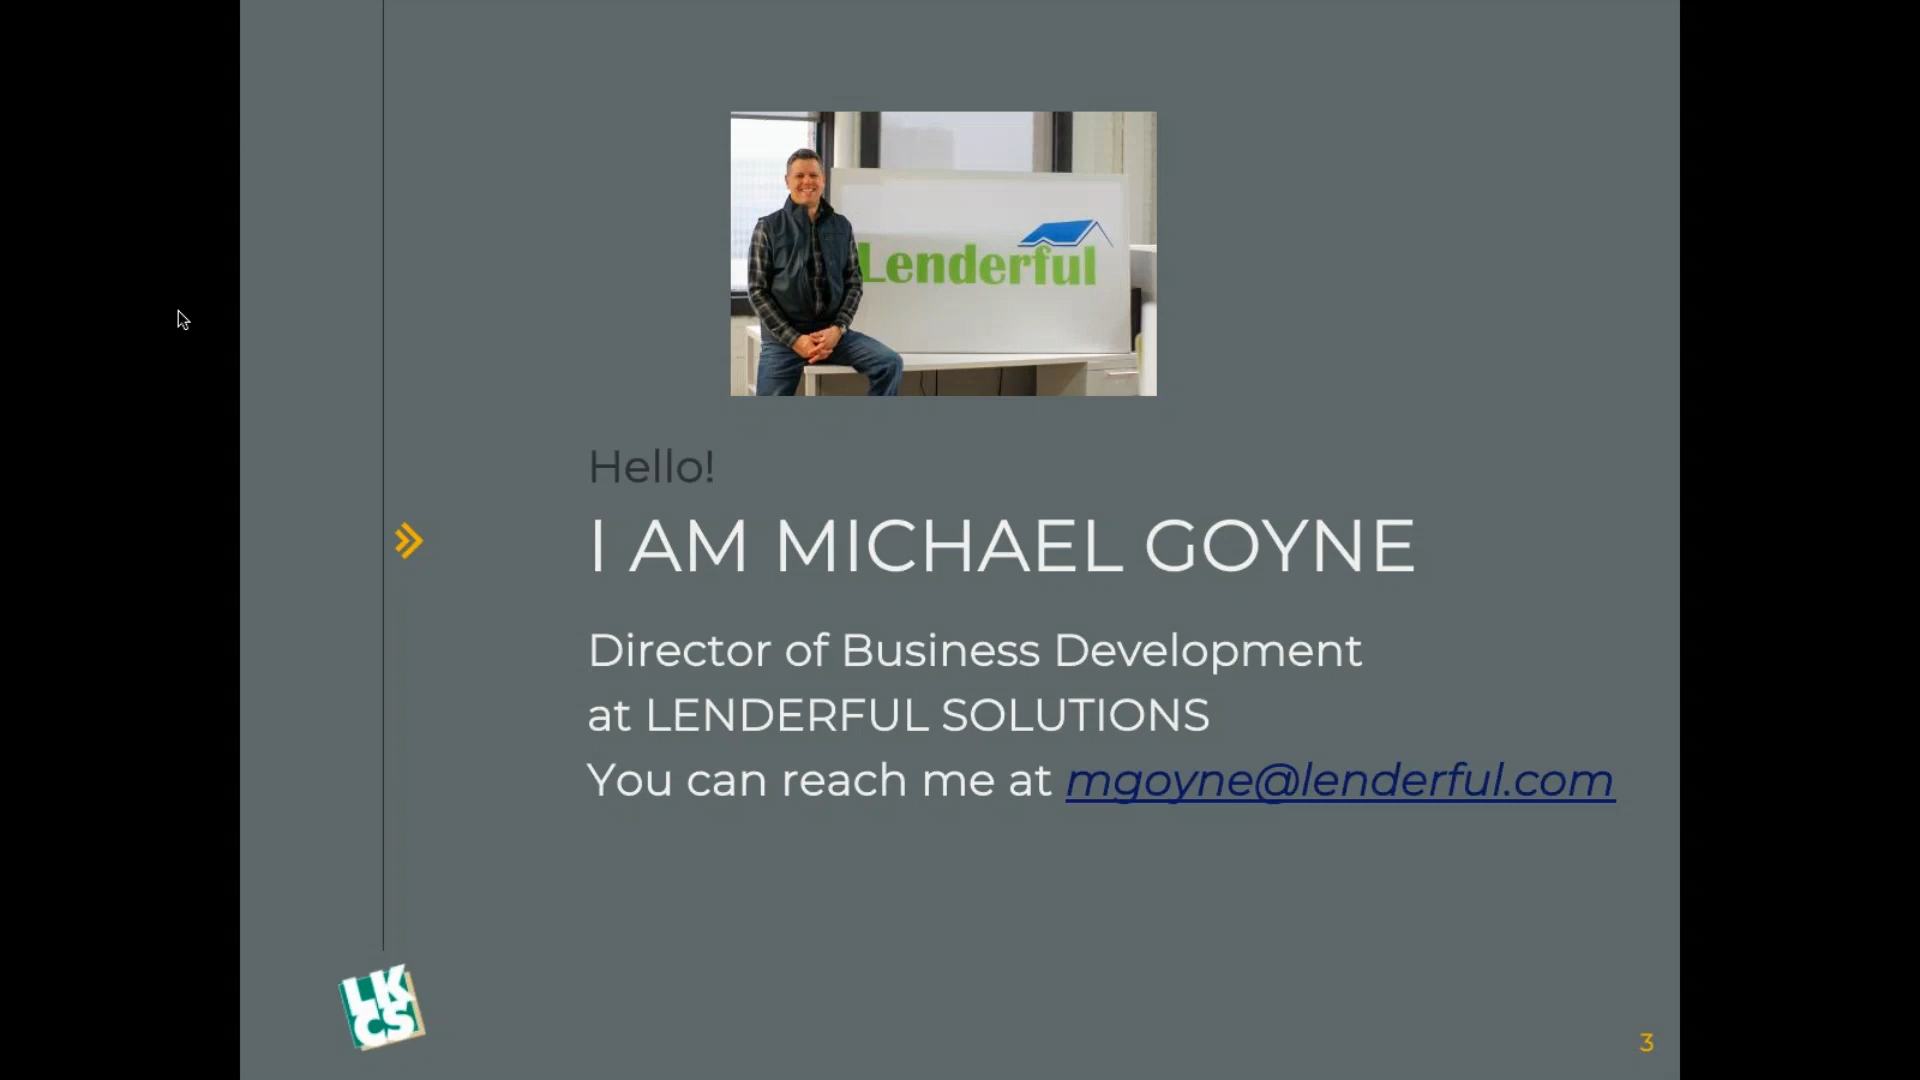 Lenderful
Hello!
I AM MICHAEL GOYNE
Director of Business Development
at LENDERFUL SOLUTIONS
You can reach me at mgoyne@lenderful.com
LK
CS
3